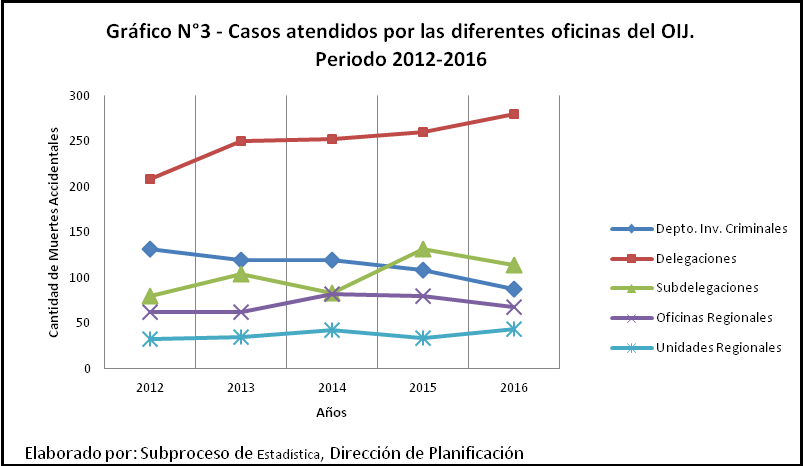 Gráfico N°3 - Casos atendidos por las diferentes oficinas del OIJ.
Periodo 2012-2016
Cantidad de Muertes Accidentales
300
250
200
150
100
50
0
2012 2013 2014 2015 2016
Años
Depto. Inv. Criminales
Delegaciones
Subdelegaciones
Oficinas Regionales
Unidades Regionales
Elaborado por: Subproceso de Estadística, Dirección de Planificación